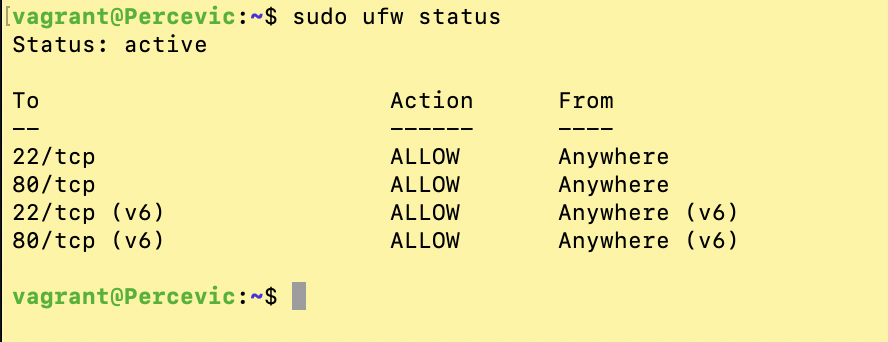 [vagrant@Percevic:~$ sudo ufw status
Status: active
To                         Action      From
--                         ------      ----
22/tcp                     ALLOW       Anywhere
80/tcp                     ALLOW       Anywhere
22/tcp (v6)                ALLOW       Anywhere (v6)
80/tcp (v6)                ALLOW       Anywhere (v6)
vagrant@Percevic:~$